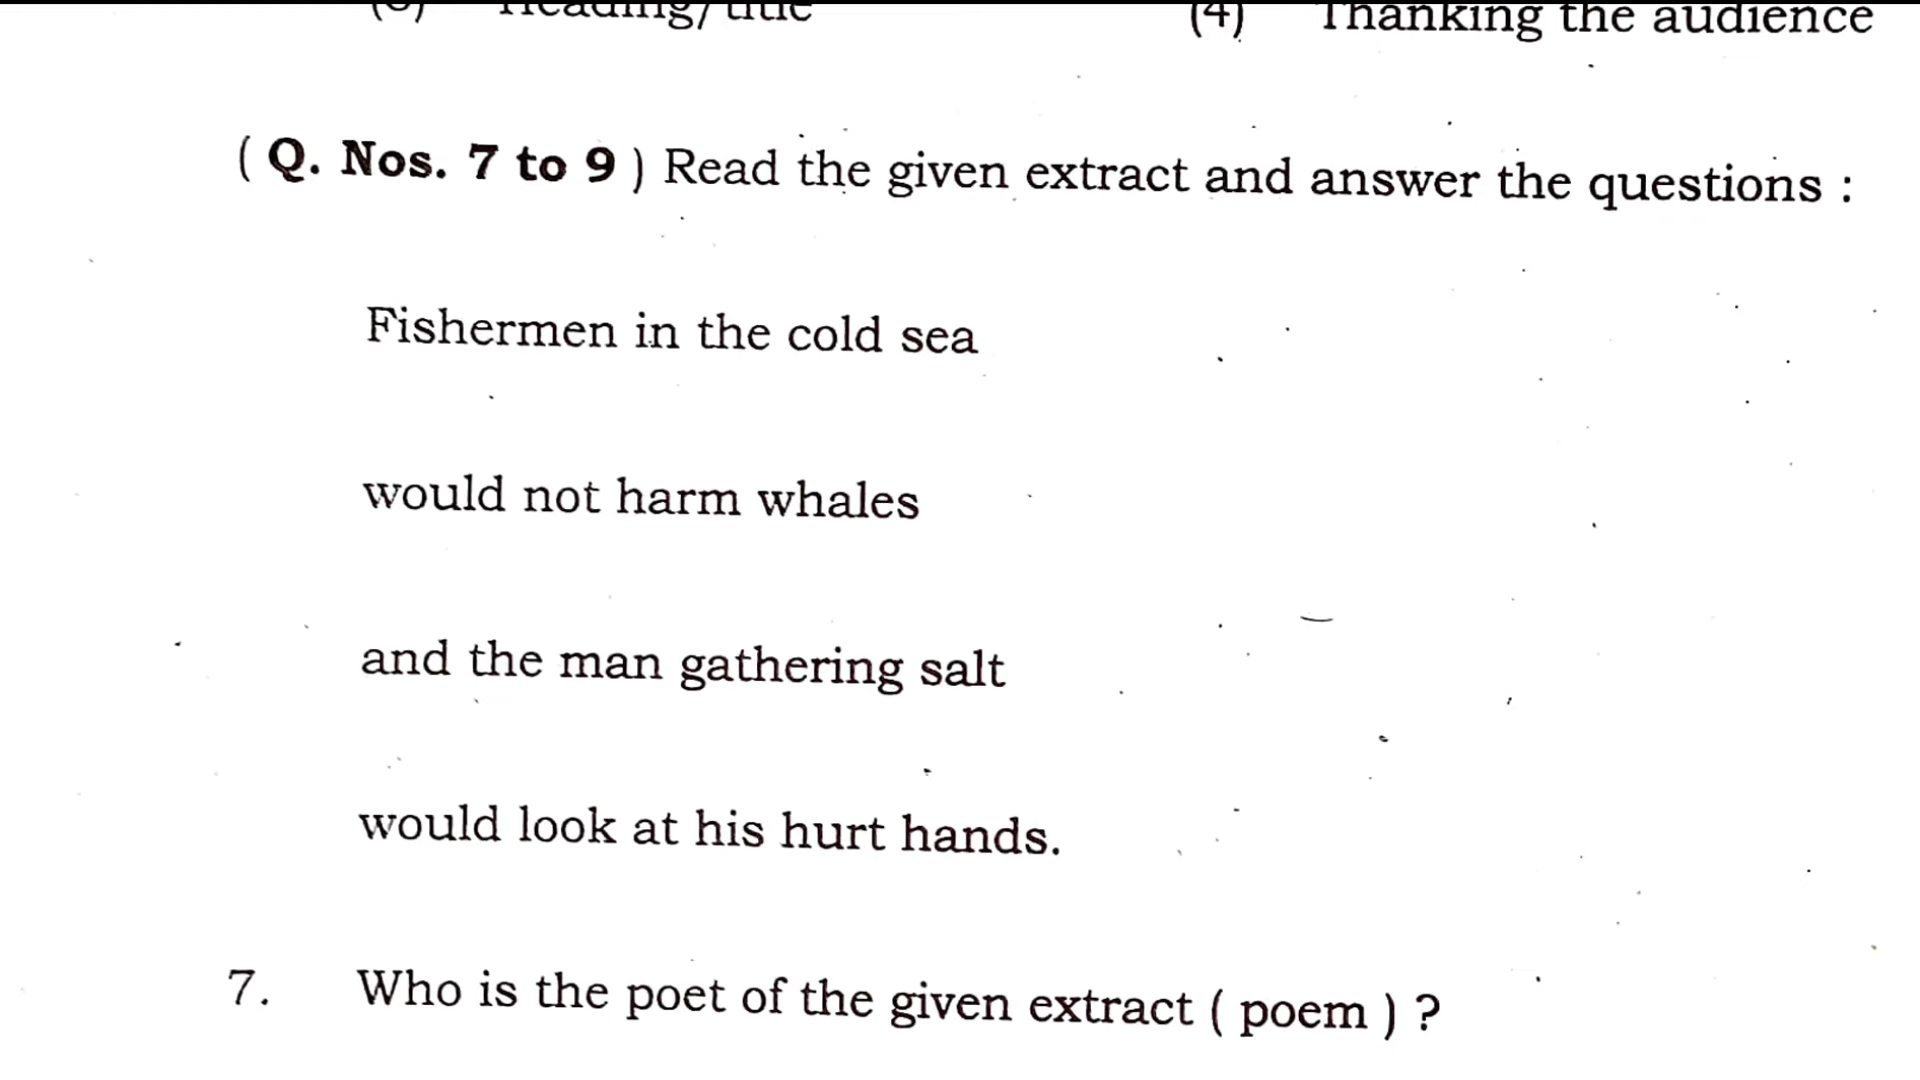 Heading/title (4) Thanking the audience
( Q. Nos. 7 to 9 ) Read the given extract and answer the questions :
Fishermen in the cold sea
would not harm whales
and the man gathering salt
would look at his hurt hands.
7. Who is the poet of the given extract ( poem ) ?